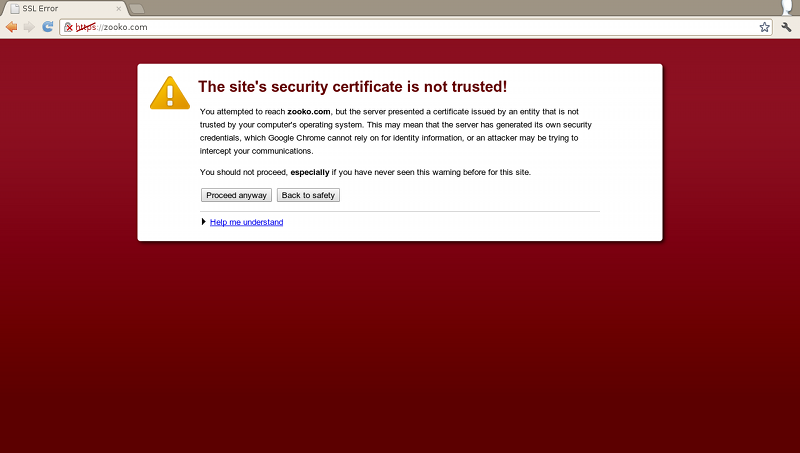 SSL Error
https://zooko.com
The site's security certificate is not trusted!
You attempted to reach zooko.com, but the server presented a certificate issued by an entity that is not
trusted by your computer's operating system. This may mean that the server has generated its own security
credentials, which Google Chrome cannot rely on for identity information, or an attacker may be trying to
intercept your communications.
You should not proceed, especially if you have never seen this warning before for this site.
Proceed anyway Back to safety
Help me understand